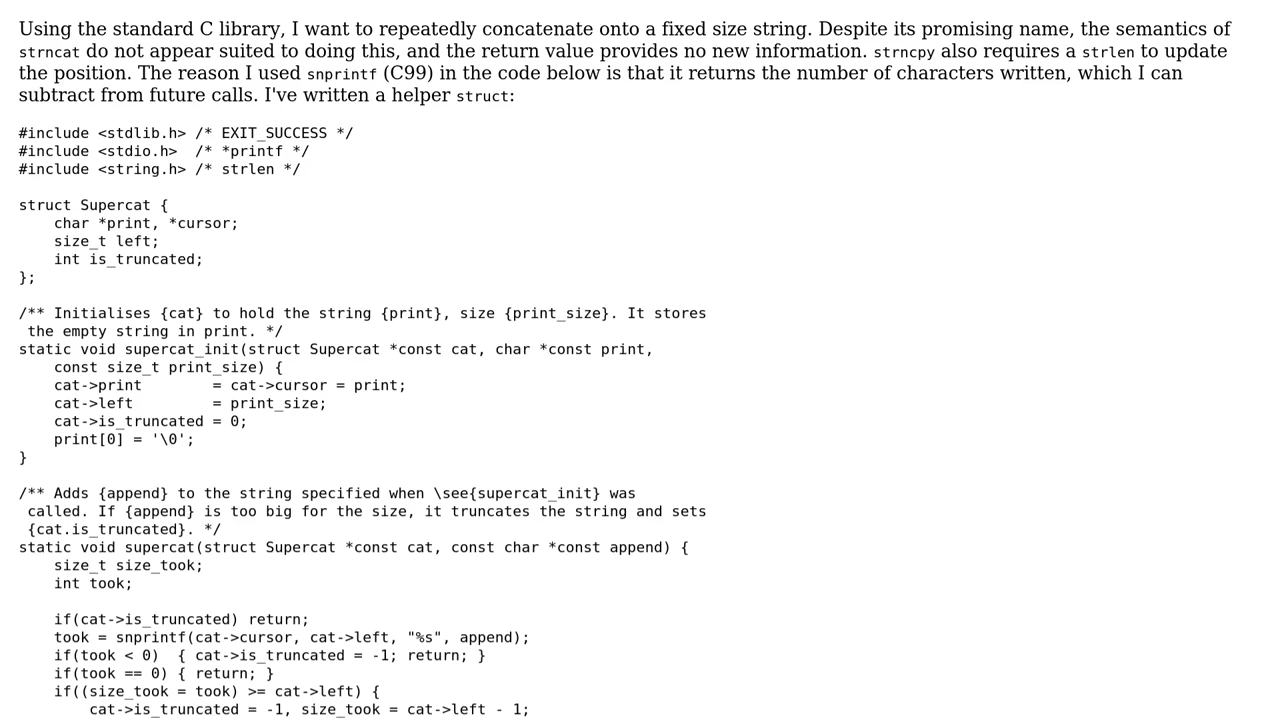 Using the standard C library, I want to repeatedly concatenate onto a fixed size string. Despite its promising name, the semantics of
strncat do not appear suited to doing this, and the return value provides no new information. strncpy also requires a strlen to update
the position. The reason I used snprintf (C99) in the code below is that it returns the number of characters written, which I can
subtract from future calls. I've written a helper struct:

#include <stdlib.h> /* EXIT_SUCCESS */
#include <stdio.h>  /* *printf */
#include <string.h> /* strlen */

struct Supercat {
    char *print, *cursor;
    size_t left;
    int is_truncated;
};

/** Initialises {cat} to hold the string {print}, size {print_size}. It stores
 the empty string in print. */
static void supercat_init(struct Supercat *const cat, char *const print,
    const size_t print_size) {
    cat->print        = cat->cursor = print;
    cat->left         = print_size;
    cat->is_truncated = 0;
    print[0] = '\0';
}

/** Adds {append} to the string specified when \see{supercat_init} was
 called. If {append} is too big for the size, it truncates the string and sets
 {cat.is_truncated}. */
static void supercat(struct Supercat *const cat, const char *const append) {
    size_t size_took;
    int took;

    if(cat->is_truncated) return;
    took = snprintf(cat->cursor, cat->left, "%s", append);
    if(took < 0)  { cat->is_truncated = -1; return; }
    if(took == 0) { return; }
    if((size_took = took) >= cat->left) {
        cat->is_truncated = -1, size_took = cat->left - 1;